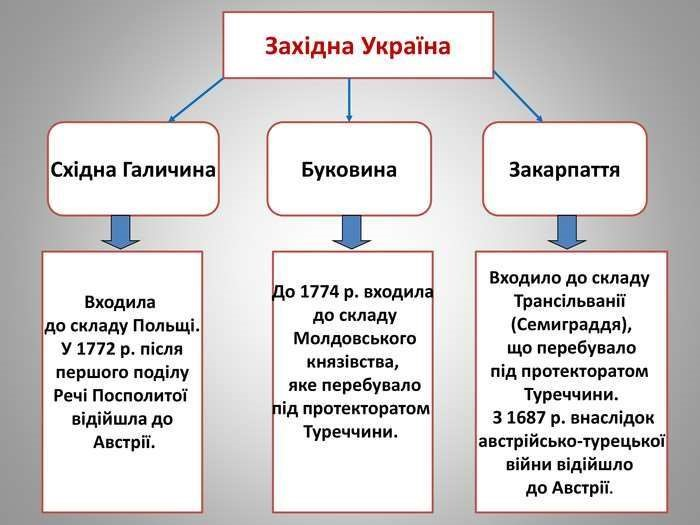 Західна Україна
Східна Галичина
Буковина
Закарпаття
Входила
до складу Польщі.
У 1772 р. після
першого поділу
Речі Посполитої
відійшла до
Австрії.
До 1774 р. входила
до складу
Молдовського
князівства,
яке перебувало
під протекторатом
Туреччини.
Входило до складу
Трансільванії
(Семиграддя),
що перебувало
під протекторатом
Туреччини.
З 1687 р. внаслідок
австрійсько-турецької
війни відійшло
до Австрії.